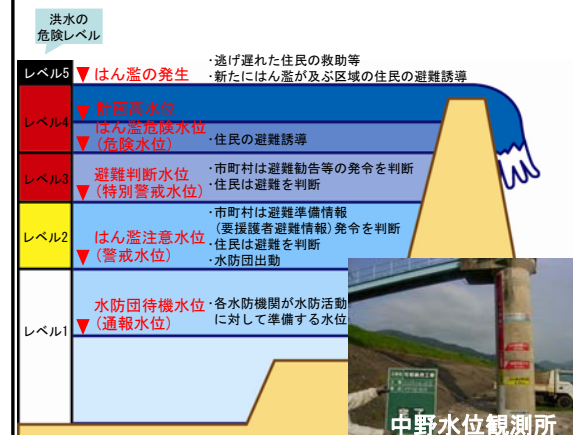 洪水の
危険レベル
レベル5
▼はん濫の発生
・逃げ遅れた住民の救助等
・新たにはん濫が及ぶ区域の住民の避難誘導
レベル4
▼計画高水位
はん濫危険水位
▼(危険水位)
・住民の避難誘導
レベル3
避難判断水位
▼(特別警戒水位)
・市町村は避難勧告等の発令を判断
・住民は避難を判断
レベル2
はん濫注意水位
▼(警戒水位)
・市町村は避難準備情報
(要援護者避難情報)発令を判断
・住民は避難を判断
・水防団出動
レベル1
水防団待機水位
▼(通報水位)
・各水防機関が水防活動
に対して準備する水位
中野水位観測所